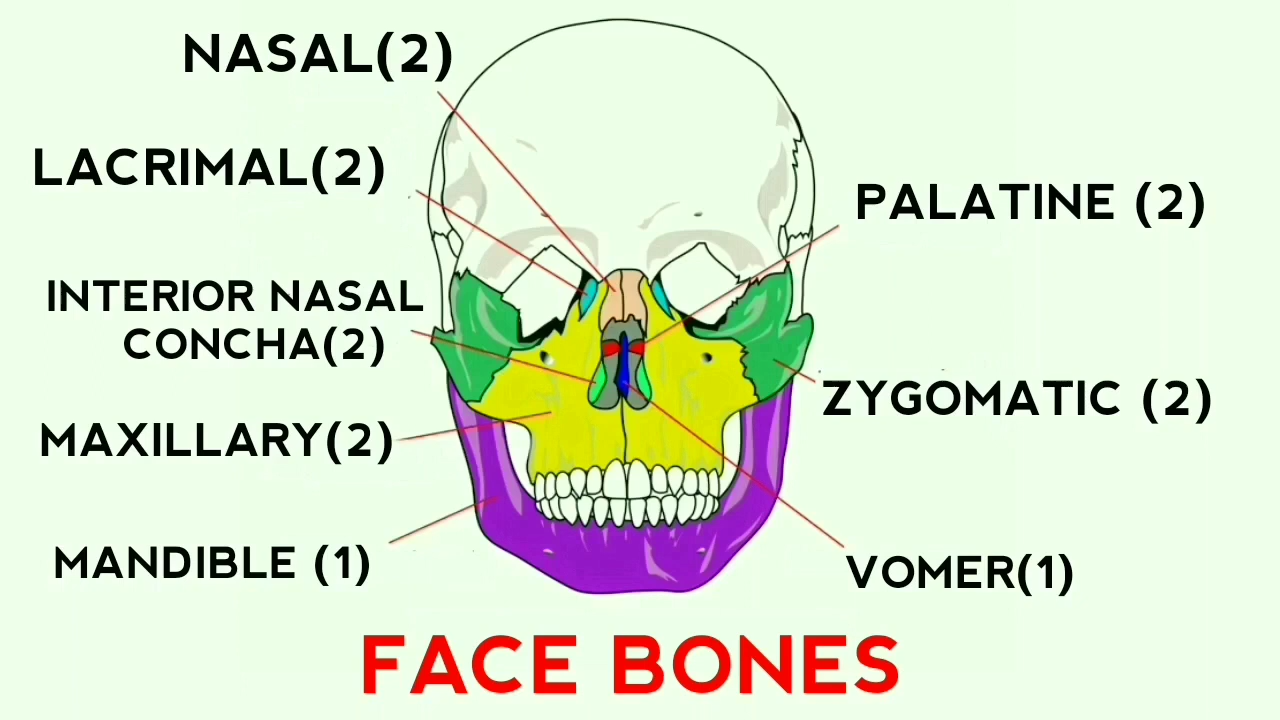 NASAL(2)
LACRIMAL(2)
PALATINE (2)
INTERIOR NASAL
CONCHA(2)
ZYGOMATIC (2)
MAXILLARY(2)
MANDIBLE (1)
VOMER(1)
FACE BONES